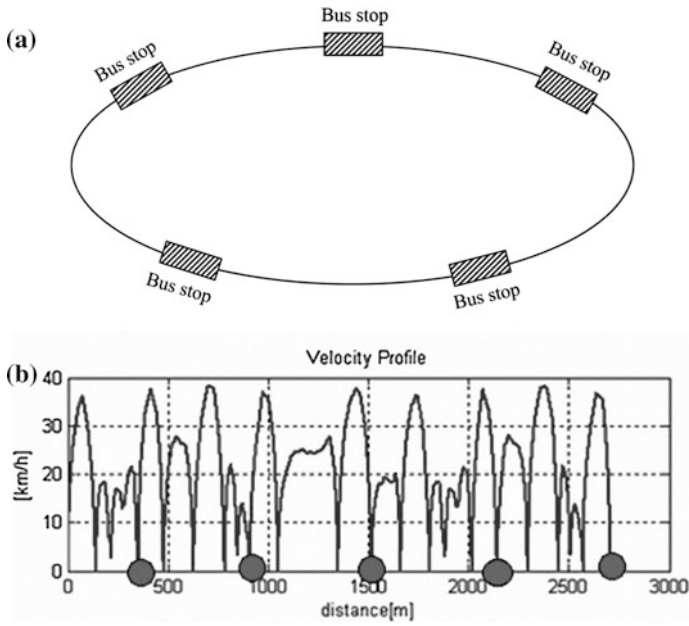 (a)
Bus stop
Bus stop
Bus stop
Bus stop
Bus stop
(b)
Velocity Profile
[km/h]
40
30
20
10
0
0 500 1000 1500 2000 2500 3000
distance[m]